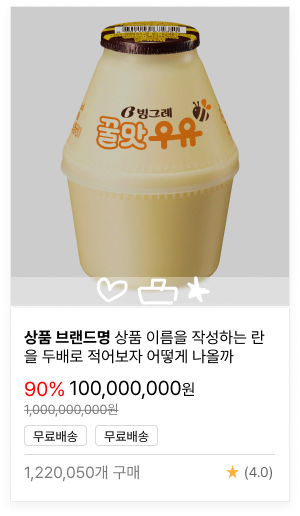 빙그레
꿀맛우유
상품 브랜드명 상품 이름을 작성하는 란
을 두배로 적어보자 어떻게 나올까
90% 100,000,000원
1,000,000,000원
무료배송 무료배송
1,220,050개 구매 (4.0)